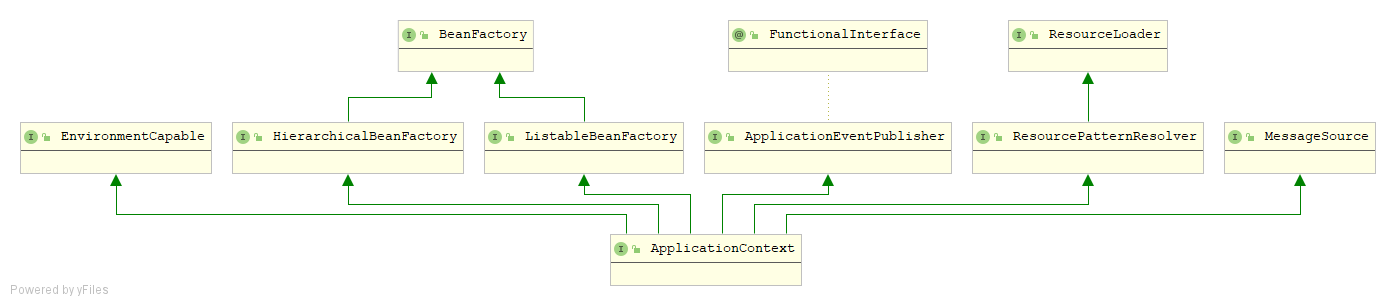 BeanFactory
FunctionalInterface
ResourceLoader
EnvironmentCapable
HierarchicalBeanFactory
ListableBeanFactory
ApplicationEventPublisher
ResourcePatternResolver
MessageSource
ApplicationContext
Powered by yFiles